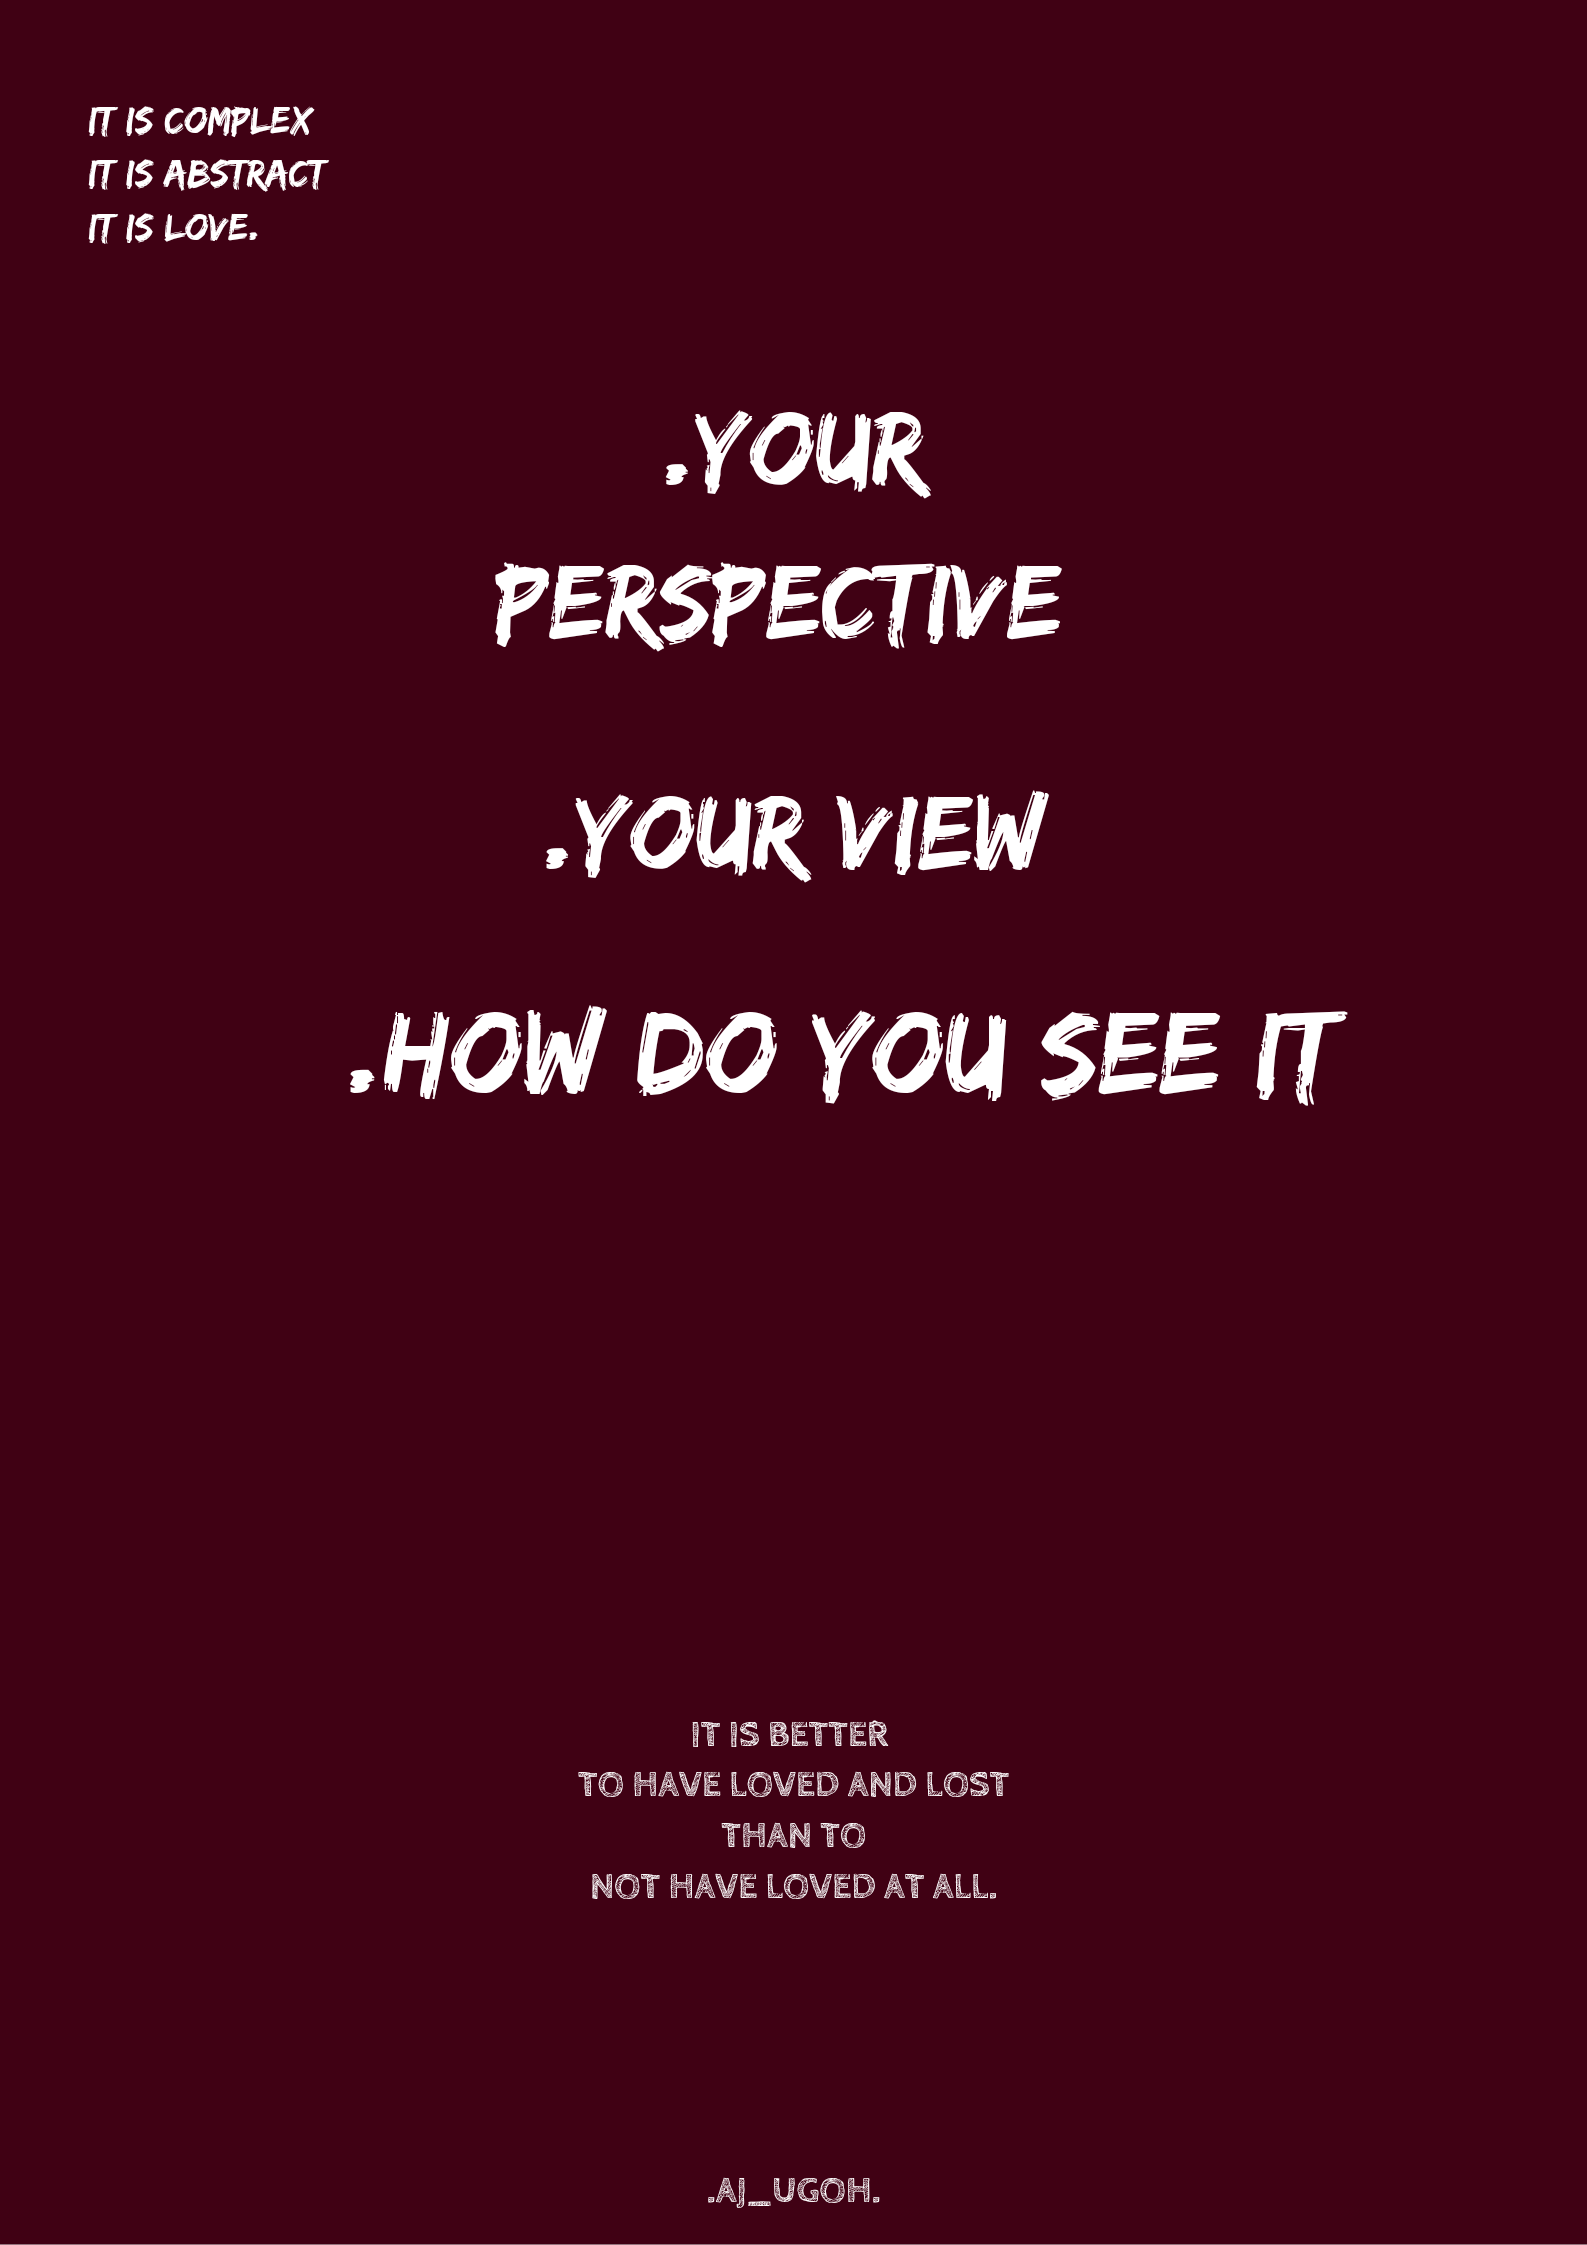 IT IS COMPLEX
IT IS ABSTRACT
IT IS LOVE.
.YOUR
PERSPECTIVE
.YOUR VIEW
.HOW DO YOU SEE IT
IT IS BETTER
TO HAVE LOVED AND LOST
THAN TO
NOT HAVE LOVED AT ALL.
.AJ_UGOH.